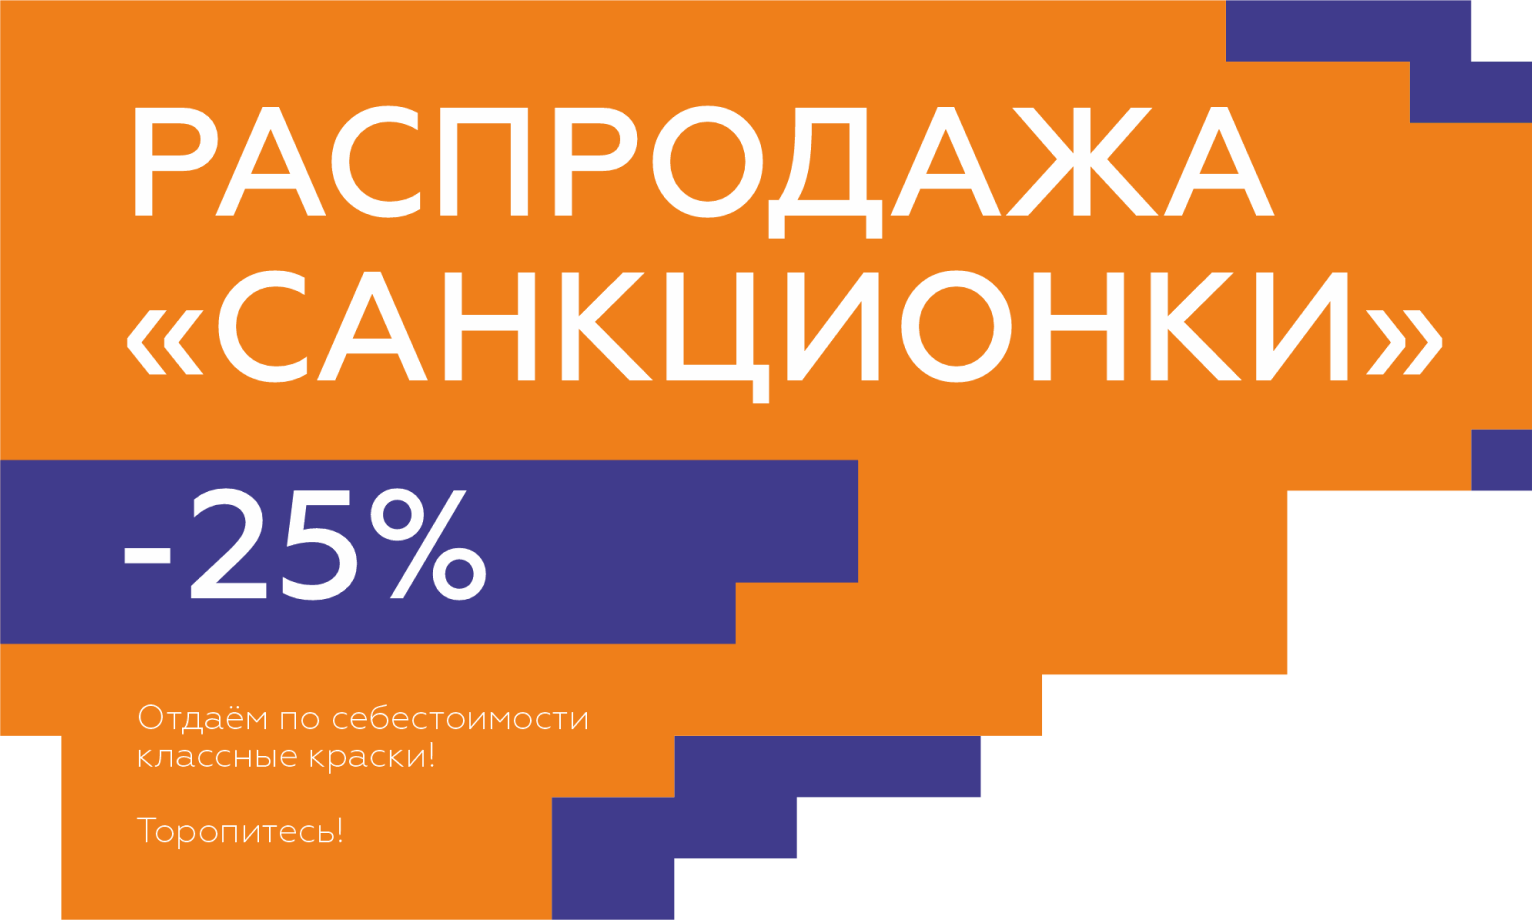 РАСПРОДАЖА
«САНКЦИОНКИ»
-25%
Отдаём по себестоимости
классные краски!
Торопитесь!